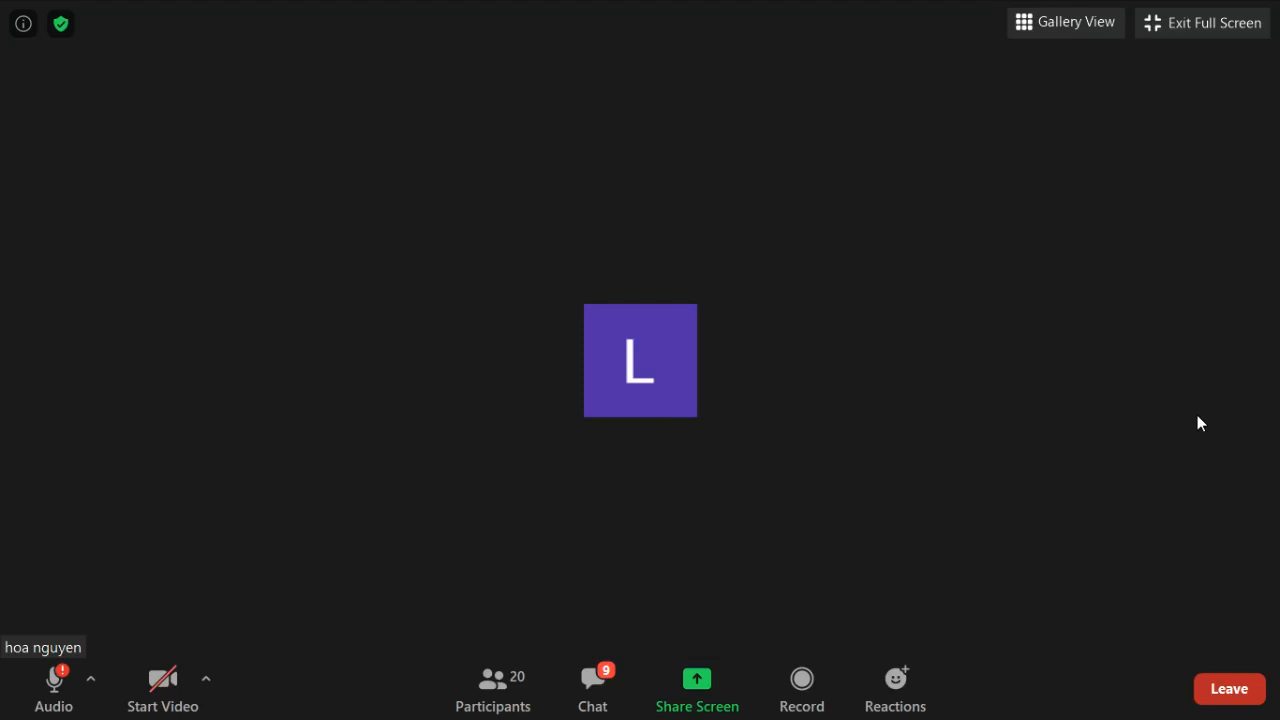 Gallery View
Exit Full Screen
L
hoa nguyen
Audio
Start Video
Participants 20
Chat 9
Share Screen
Record
Reactions
Leave